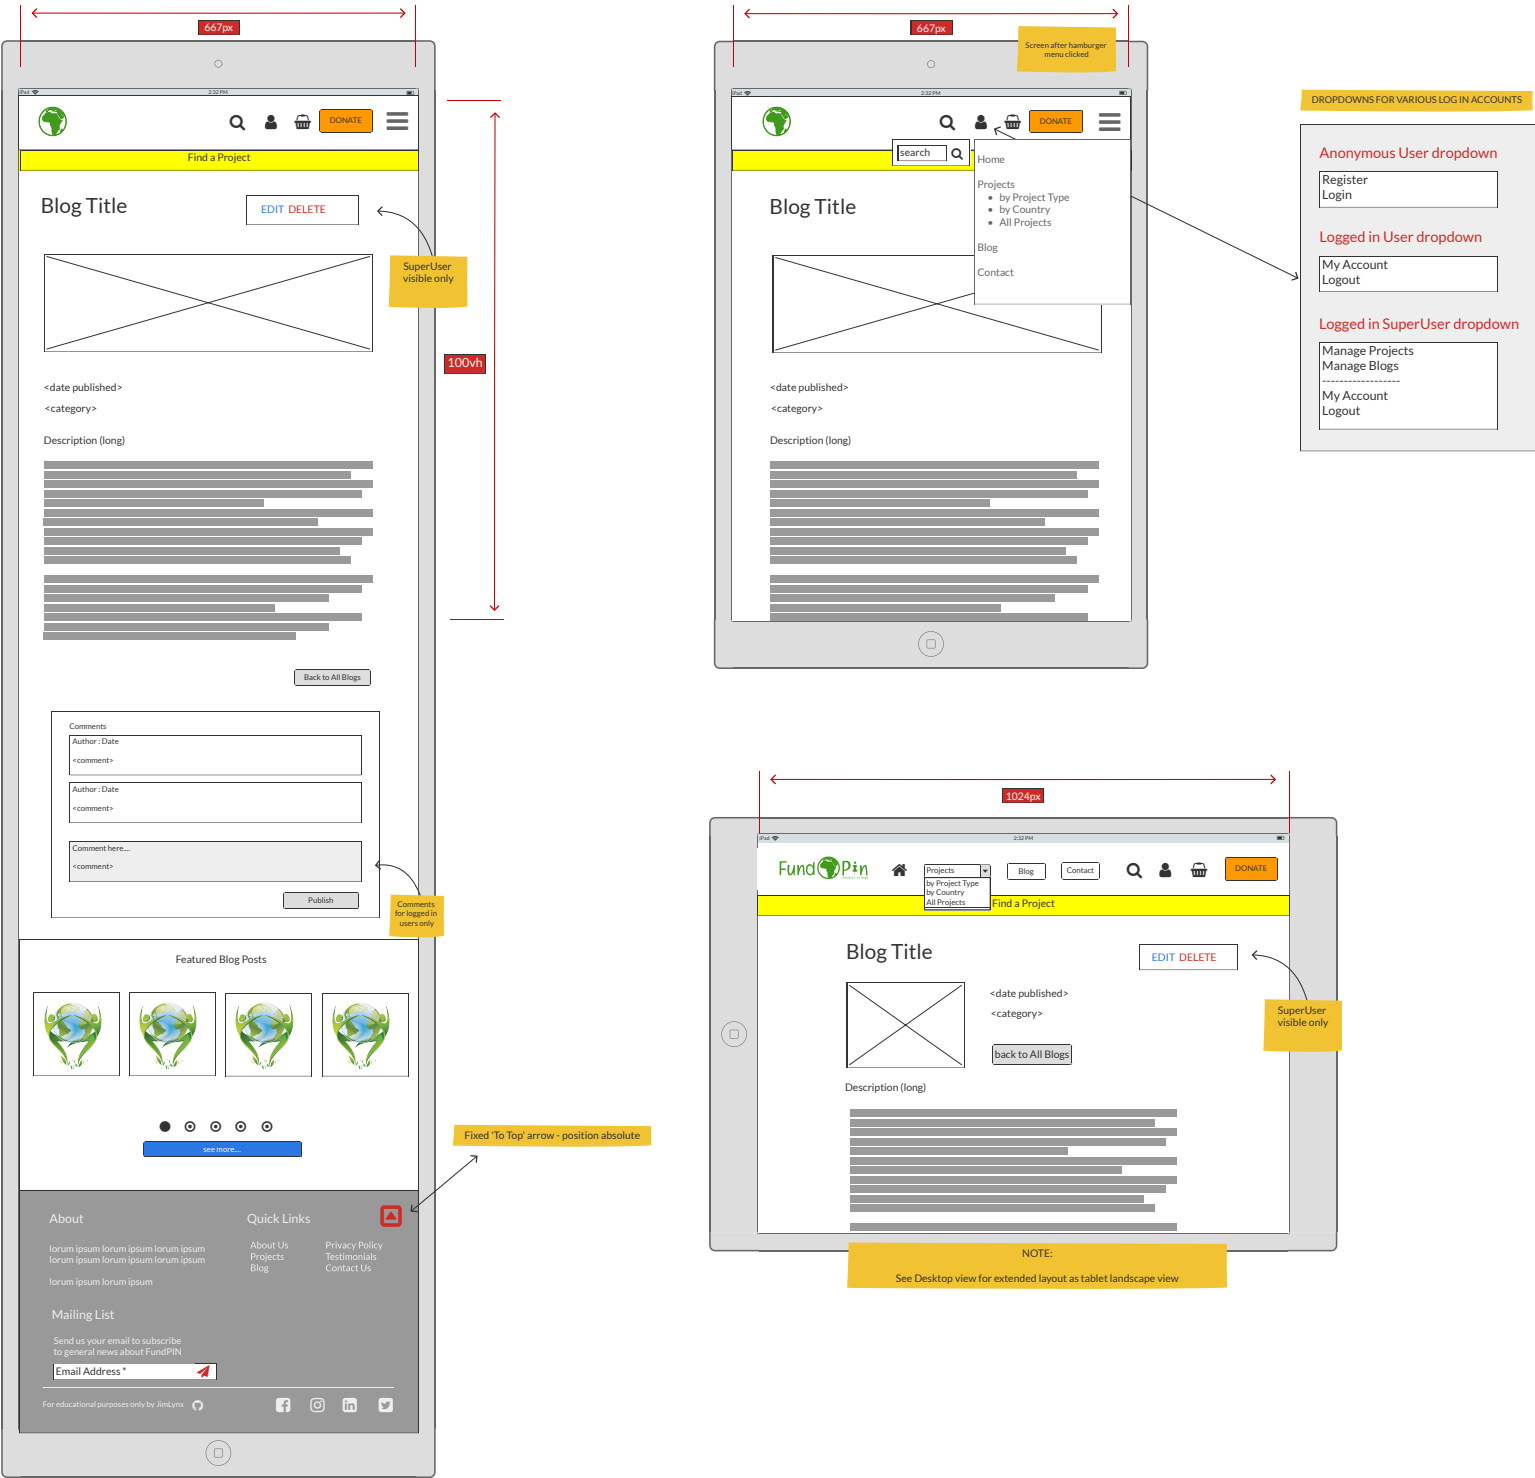 667px
iPad
2:32 PM
DONATE
Find a Project
Blog Title
EDIT DELETE
SuperUser
visible only
100vh
<date published>
<category>
Description (long)
Back to All Blogs
Comments
Author : Date
<comment>
Author : Date
<comment>
Comment here....
<comment>
Publish
Comments
for logged in
users only
Featured Blog Posts
see more....
Fixed 'To Top' arrow - position absolute
About
lorum ipsum lorum ipsum lorum ipsum
lorum ipsum lorum ipsum lorum ipsum
lorum ipsum lorum ipsum
Quick Links
About Us
Projects
Blog
Privacy Policy
Testimonials
Contact Us
Mailing List
Send us your email to subscribe
to general news about FundPIN
Email Address *
For educational purposes only by JimLynx
667px
Screen after hamburger
menu clicked
iPad
2:32 PM
DONATE
search
Home
Projects
• by Project Type
• by Country
• All Projects
Blog
Contact
Blog Title
<date published>
<category>
Description (long)
DROPDOWNS FOR VARIOUS LOG IN ACCOUNTS
Anonymous User dropdown
Register
Login
Logged in User dropdown
My Account
Logout
Logged in SuperUser dropdown
Manage Projects
Manage Blogs
------------------
My Account
Logout
1024px
iPad
2:32 PM
Fund Pin
Projects
by Project Type
by Country
All Projects
Blog
Contact
DONATE
Find a Project
Blog Title
EDIT DELETE
SuperUser
visible only
<date published>
<category>
back to All Blogs
Description (long)
NOTE:
See Desktop view for extended layout as tablet landscape view